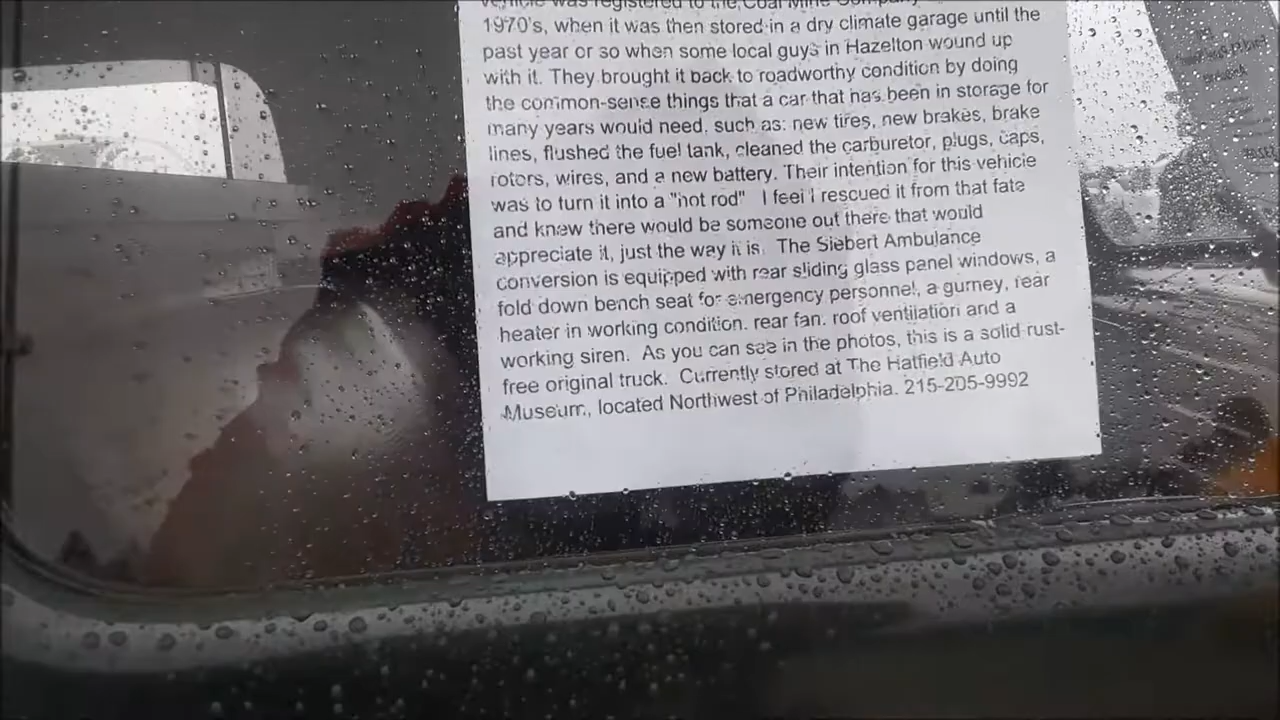 vehicle was registered to the Coal Mine Company
1970's, when it was then stored in a dry climate garage until the
past year or so when some local guys in Hazelton wound up
with it. They brought it back to roadworthy condition by doing
the common-sense things that a car that has been in storage for
many years would need, such as: new tires, new brakes, brake
lines, flushed the fuel tank, cleaned the carburetor, plugs, caps,
rotors, wires, and a new battery. Their intention for this vehicle
was to turn it into a "hot rod" I feel I rescued it from that fate
and knew there would be someone out there that would
appreciate it, just the way it is. The Siebert Ambulance
conversion is equipped with rear sliding glass panel windows, a
fold down bench seat for emergency personnel, a gurney, rear
heater in working condition, rear fan, roof ventilation and a
working siren. As you can see in the photos, this is a solid rust-
free original truck. Currently stored at The Hatfield Auto
Museum, located Northwest of Philadelphia. 215-205-9992